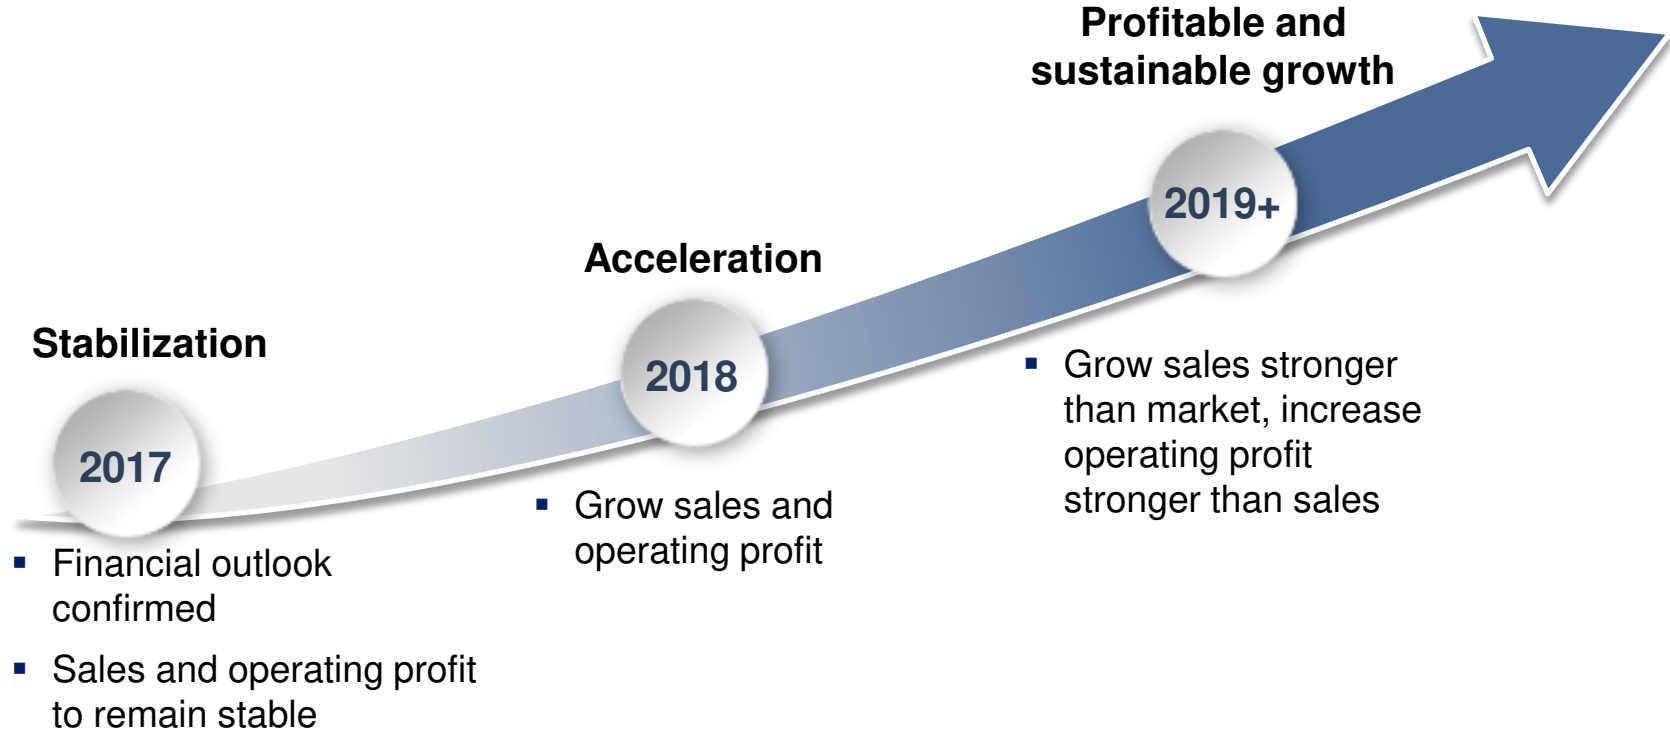 Profitable and
sustainable growth
2019+
▪ Grow sales stronger
than market, increase
operating profit
stronger than sales
Acceleration
2018
▪ Grow sales and
operating profit
Stabilization
2017
▪ Financial outlook
confirmed
▪ Sales and operating profit
to remain stable